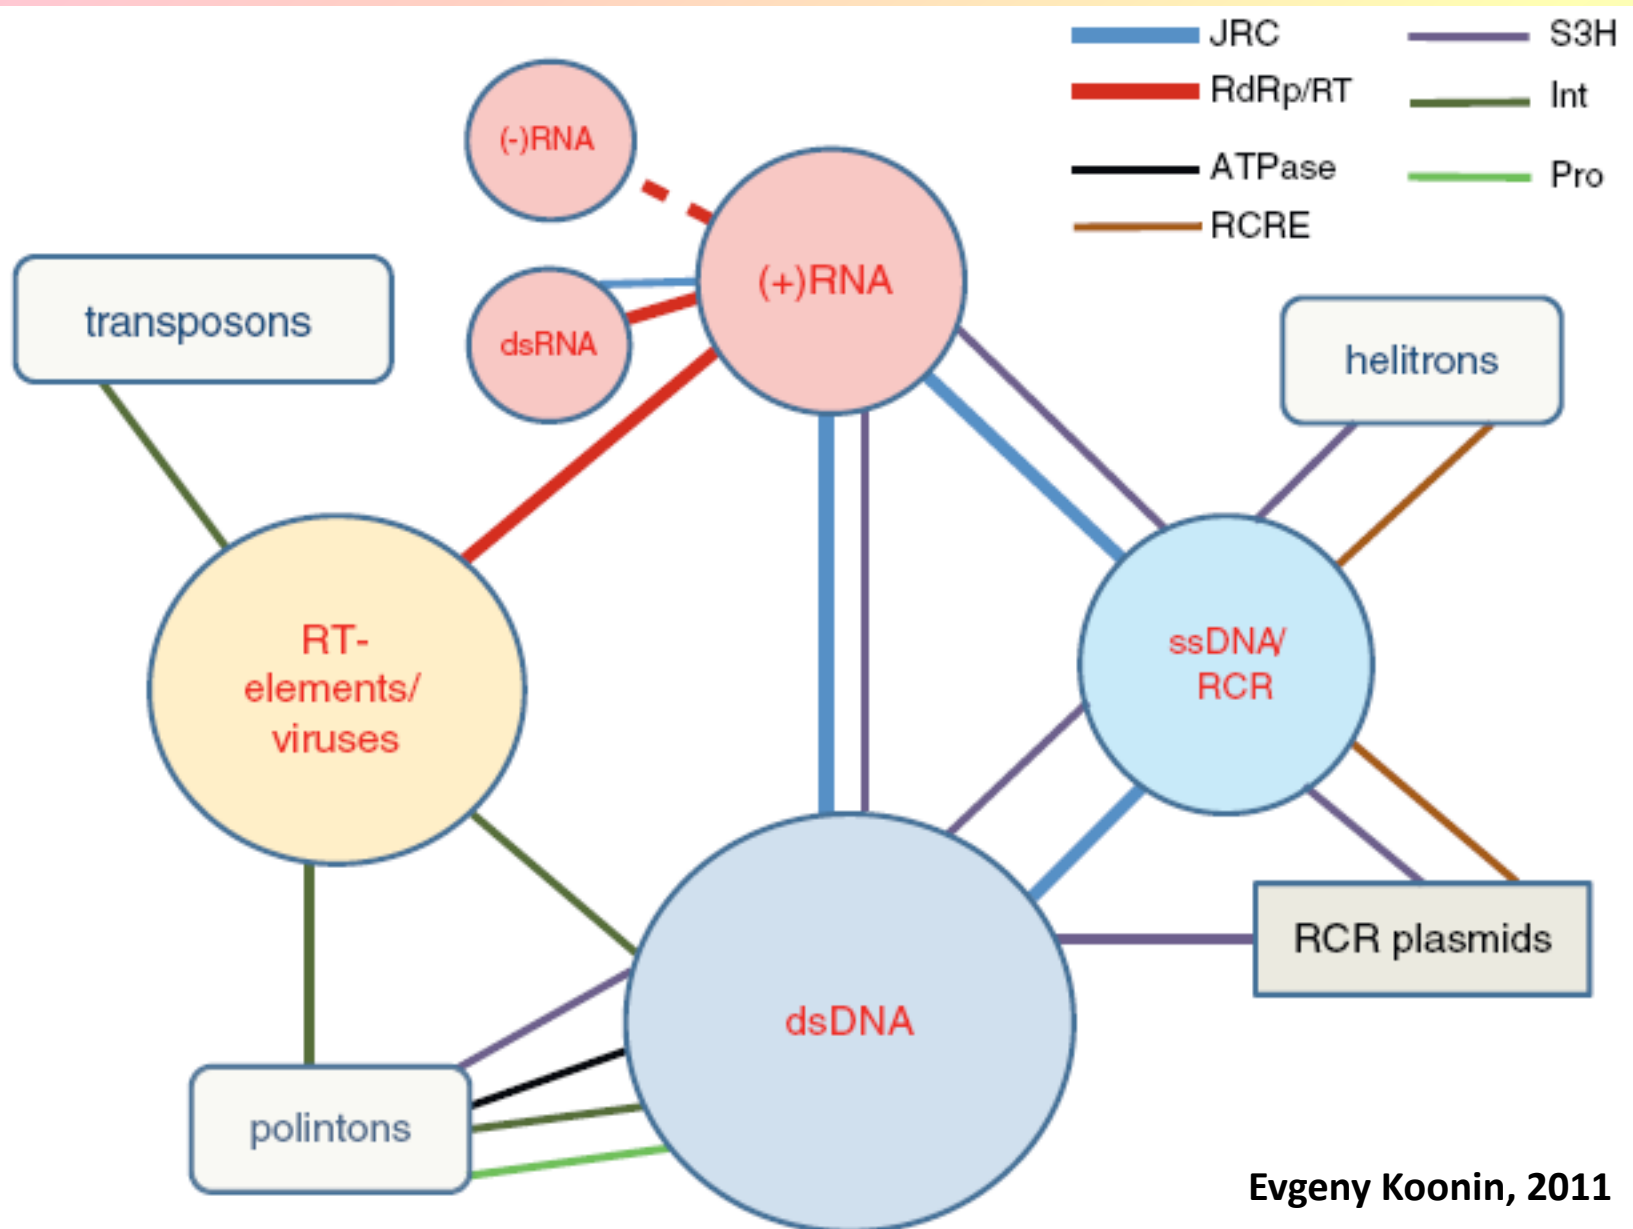 JRC
S3H
RdRp/RT
Int
ATPase
Pro
RCRE
(-)RNA
(+)RNA
transposons
dsRNA
helitrons
RT-
elements/
viruses
ssDNA/
RCR
RCR plasmids
dsDNA
polintons
Evgeny Koonin, 2011